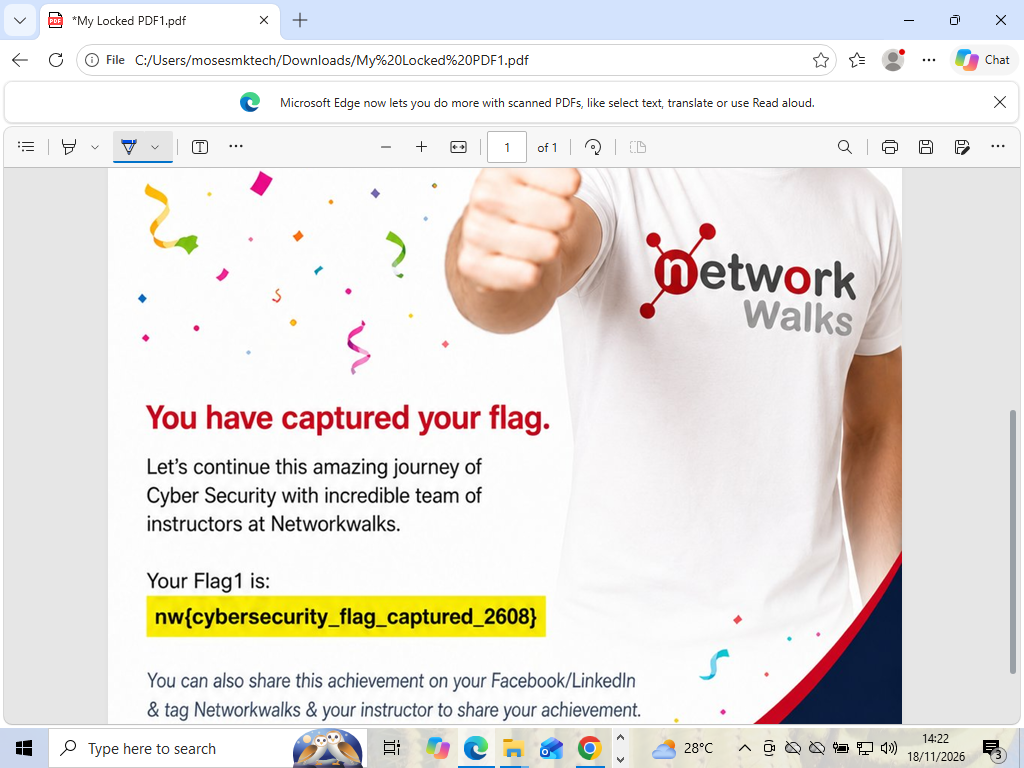 *My Locked PDF1.pdf
File C:/Users/mosesmktech/Downloads/My%20Locked%20PDF1.pdf
Chat
Microsoft Edge now lets you do more with scanned PDFs, like select text, translate or use Read aloud.
1 of 1
network
Walks
You have captured your flag.
Let's continue this amazing journey of
Cyber Security with incredible team of
instructors at Networkwalks.
Your Flag1 is:
nw{cybersecurity_flag_captured_2608}
You can also share this achievement on your Facebook/LinkedIn
& tag Networkwalks & your instructor to share your achievement.
Type here to search
28°C
14:22
18/11/2026
3